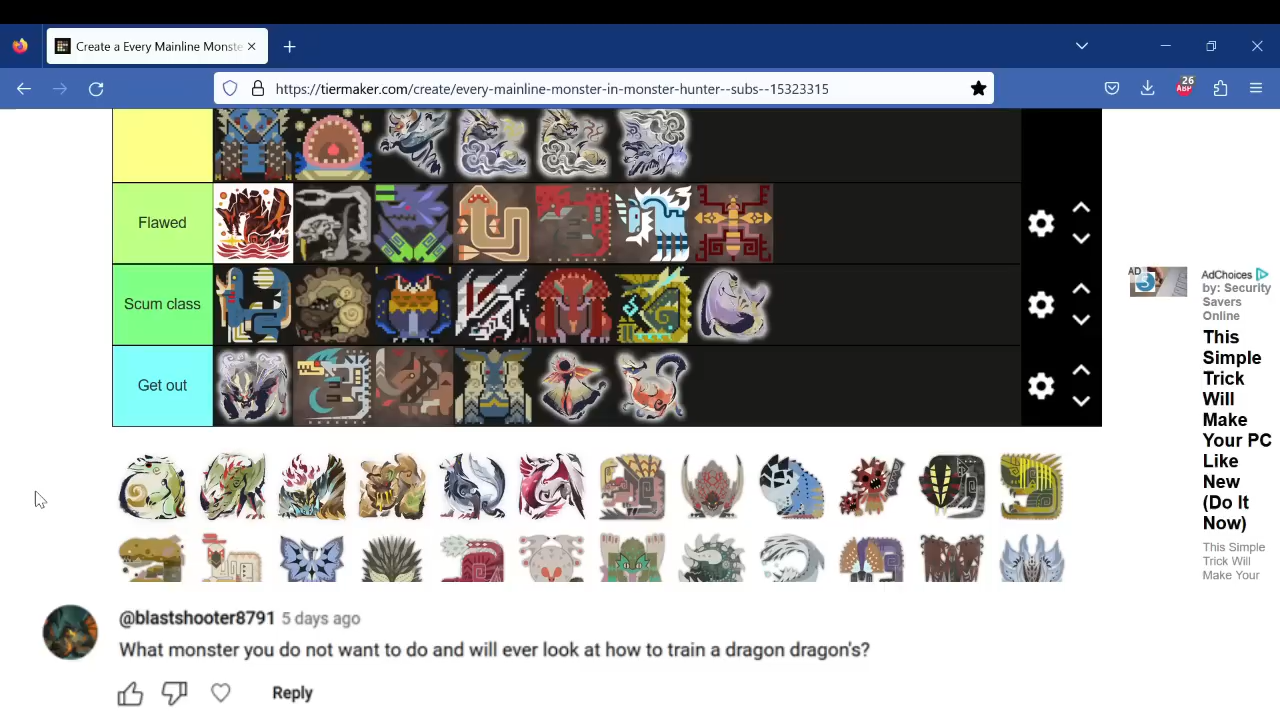 Create a Every Mainline Monste
https://tiermaker.com/create/every-mainline-monster-in-monster-hunter--subs--15323315
26
ABP
Flawed
Scum class
Get out
AD
AdChoices
by: Security
Savers
Online
This
Simple
Trick
Will
Make
Your PC
Like
New
(Do It
Now)
This Simple
Trick Will
Make Your
@blastshooter8791 5 days ago
What monster you do not want to do and will ever look at how to train a dragon dragon's?
Reply